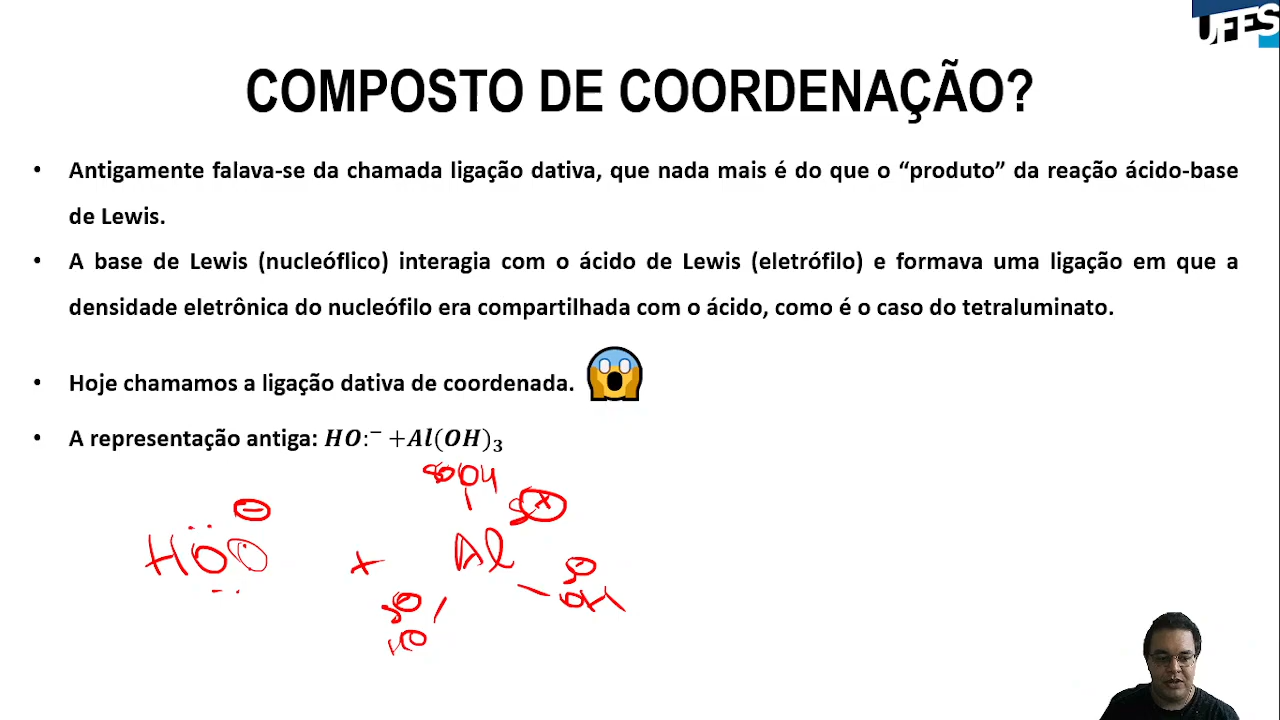 UFES
COMPOSTO DE COORDENAÇÃO?
• Antigamente falava-se da chamada ligação dativa, que nada mais é do que o “produto” da reação ácido-base
de Lewis.
• A base de Lewis (nucleóflico) interagia com o ácido de Lewis (eletrófilo) e formava uma ligação em que a
densidade eletrônica do nucleófilo era compartilhada com o ácido, como é o caso do tetraluminato.
• Hoje chamamos a ligação dativa de coordenada.
• A representação antiga: HO:⁻ +Al(OH)₃
δ⊖ OH
⊖ δ⊕
HO + Al
δ⊖
δ⊖ OH
HO